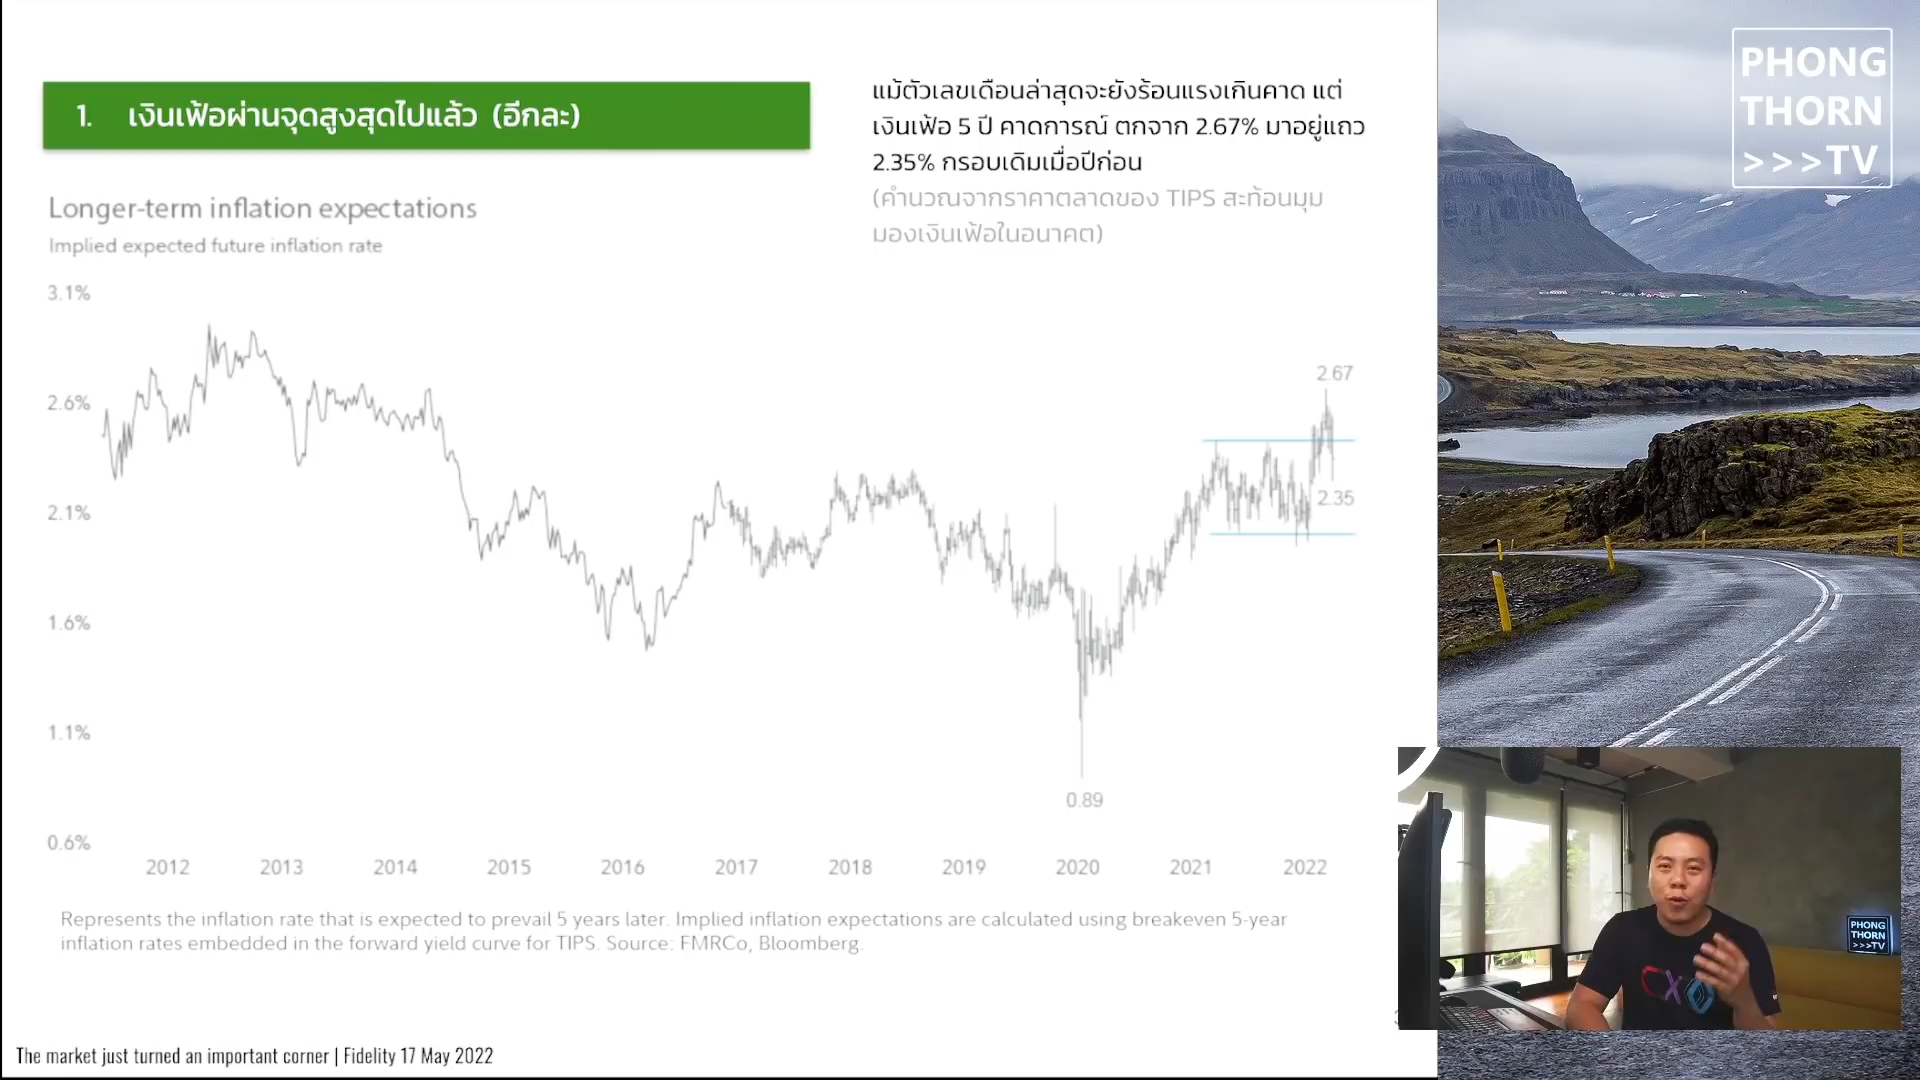 1. เงินเฟ้อผ่านจุดสูงสุดไปแล้ว (อีกละ)
แม้ตัวเลขเดือนล่าสุดจะยังร้อนแรงเกินคาด แต่
เงินเฟ้อ 5 ปี คาดการณ์ ตกจาก 2.67% มาอยู่แถว
2.35% กรอบเดิมเมื่อปีก่อน
(คำนวณจากราคาตลาดของ TIPS สะท้อนมุม
มองเงินเฟ้อในอนาคต)
Longer-term inflation expectations
Implied expected future inflation rate
3.1%
2.6%
2.1%
1.6%
1.1%
0.6%
2.67
2.35
0.89
2012 2013 2014 2015 2016 2017 2018 2019 2020 2021 2022
Represents the inflation rate that is expected to prevail 5 years later. Implied inflation expectations are calculated using breakeven 5-year
inflation rates embedded in the forward yield curve for TIPS. Source: FMRCo, Bloomberg.
The market just turned an important corner | Fidelity 17 May 2022
PHONG
THORN
>>>TV
PHONG
THORN
>>>TV
CXO